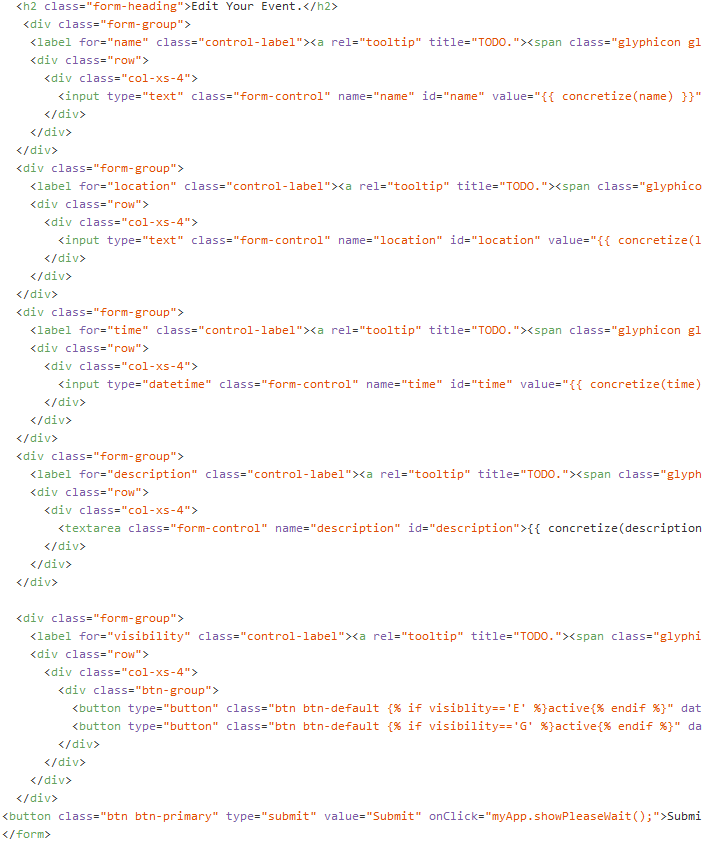 <h2 class="form-heading">Edit Your Event.</h2>
<div class="form-group">
<label for="name" class="control-label"><a rel="tooltip" title="TODO."><span class="glyphicon gl
<div class="row">
<div class="col-xs-4">
<input type="text" class="form-control" name="name" id="name" value="{{ concretize(name) }}"
</div>
</div>
</div>
<div class="form-group">
<label for="location" class="control-label"><a rel="tooltip" title="TODO."><span class="glyphico
<div class="row">
<div class="col-xs-4">
<input type="text" class="form-control" name="location" id="location" value="{{ concretize(l
</div>
</div>
</div>
<div class="form-group">
<label for="time" class="control-label"><a rel="tooltip" title="TODO."><span class="glyphicon gl
<div class="row">
<div class="col-xs-4">
<input type="datetime" class="form-control" name="time" id="time" value="{{ concretize(time)
</div>
</div>
</div>
<div class="form-group">
<label for="description" class="control-label"><a rel="tooltip" title="TODO."><span class="glyph
<div class="row">
<div class="col-xs-4">
<textarea class="form-control" name="description" id="description">{{ concretize(description
</div>
</div>
</div>
<div class="form-group">
<label for="visibility" class="control-label"><a rel="tooltip" title="TODO."><span class="glyphi
<div class="row">
<div class="col-xs-4">
<div class="btn-group">
<button type="button" class="btn btn-default {% if visiblity=='E' %}active{% endif %}" dat
<button type="button" class="btn btn-default {% if visibility=='G' %}active{% endif %}" da
</div>
</div>
</div>
</div>
<button class="btn btn-primary" type="submit" value="Submit" onClick="myApp.showPleaseWait();">Submi
</form>